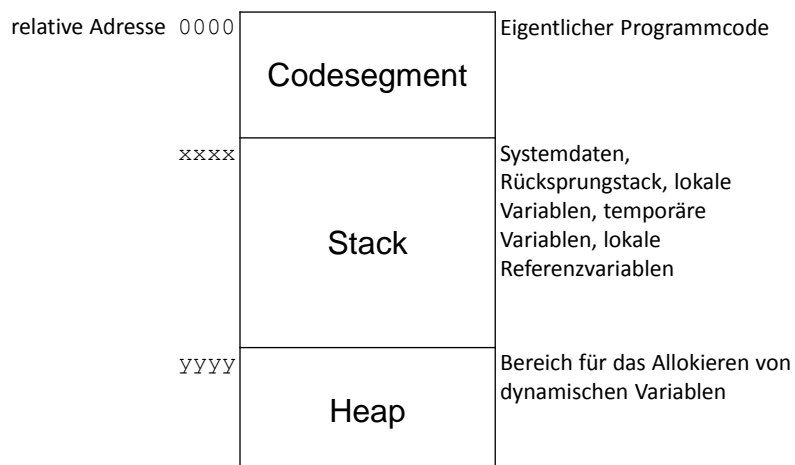 relative Adresse 0000
Codesegment
Eigentlicher Programmcode
xxxx
Stack
Systemdaten,
Rücksprungstack, lokale
Variablen, temporäre
Variablen, lokale
Referenzvariablen
yyyy
Heap
Bereich für das Allokieren von
dynamischen Variablen